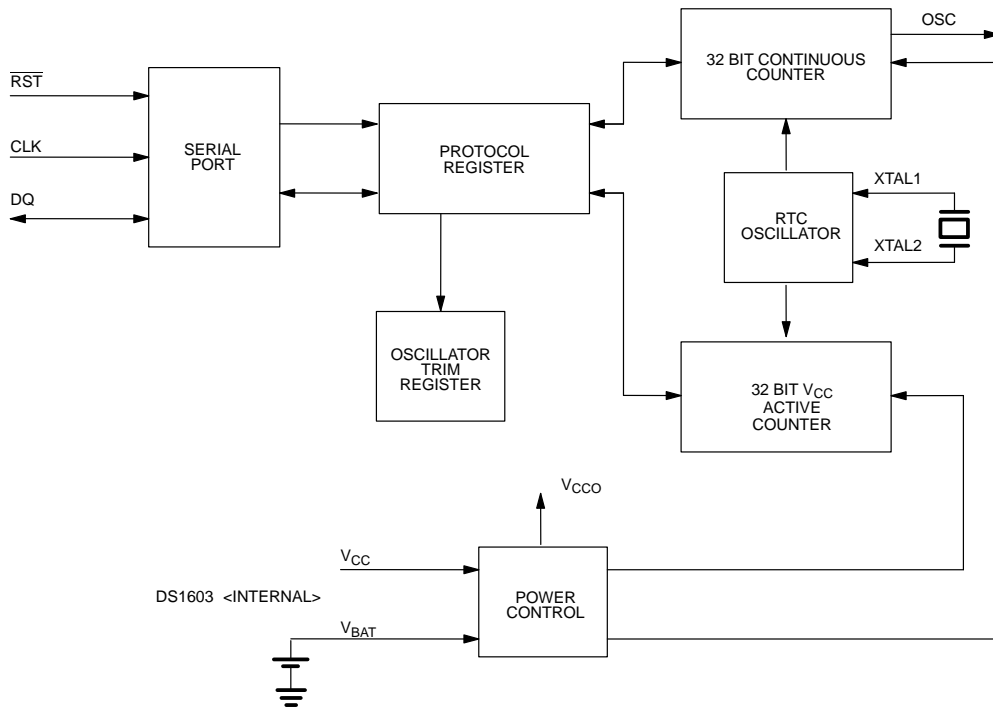 OSC
32 BIT CONTINUOUS
COUNTER
RST
CLK
DQ
SERIAL
PORT
PROTOCOL
REGISTER
XTAL1
RTC
OSCILLATOR
XTAL2
OSCILLATOR
TRIM
REGISTER
32 BIT VCC
ACTIVE
COUNTER
VCCO
VCC
DS1603 <INTERNAL>
VBAT
POWER
CONTROL